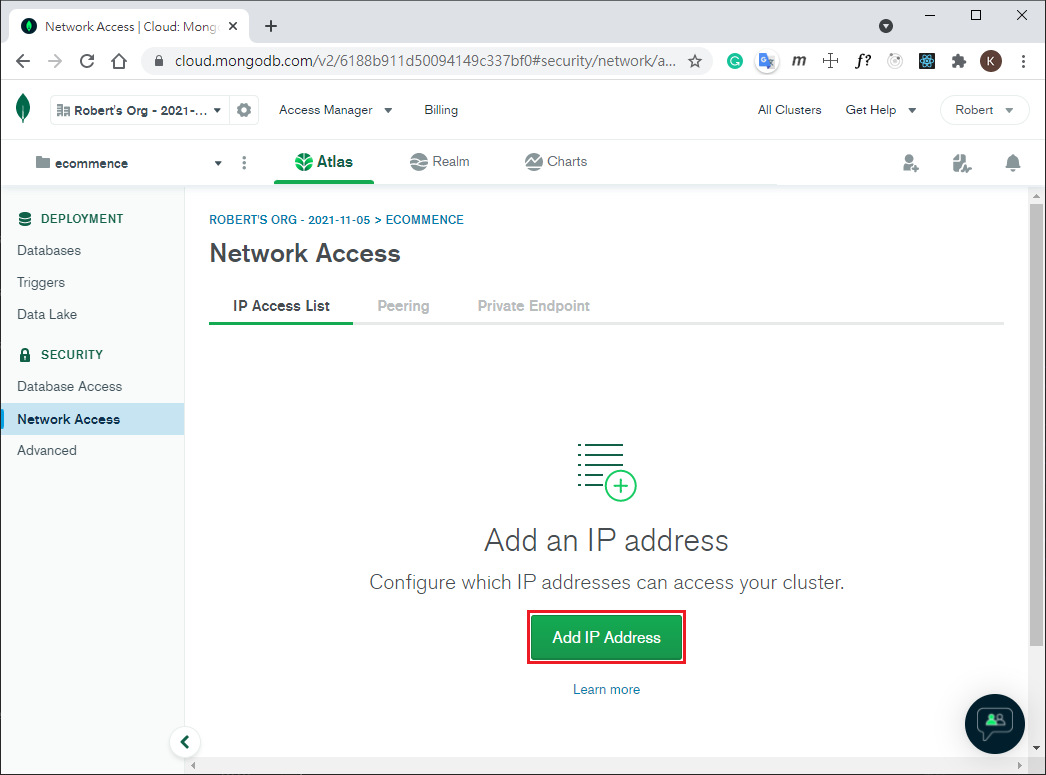 Network Access | Cloud: Mong
cloud.mongodb.com/v2/6188b911d50094149c337bf0#security/network/a...
m
f?
K
Robert's Org - 2021-...
Access Manager
Billing
All Clusters
Get Help
Robert
ecommence
Atlas
Realm
Charts
DEPLOYMENT
Databases
Triggers
Data Lake
SECURITY
Database Access
Network Access
Advanced
ROBERT'S ORG - 2021-11-05 > ECOMMENCE
Network Access
IP Access List
Peering
Private Endpoint
Add an IP address
Configure which IP addresses can access your cluster.
Add IP Address
Learn more